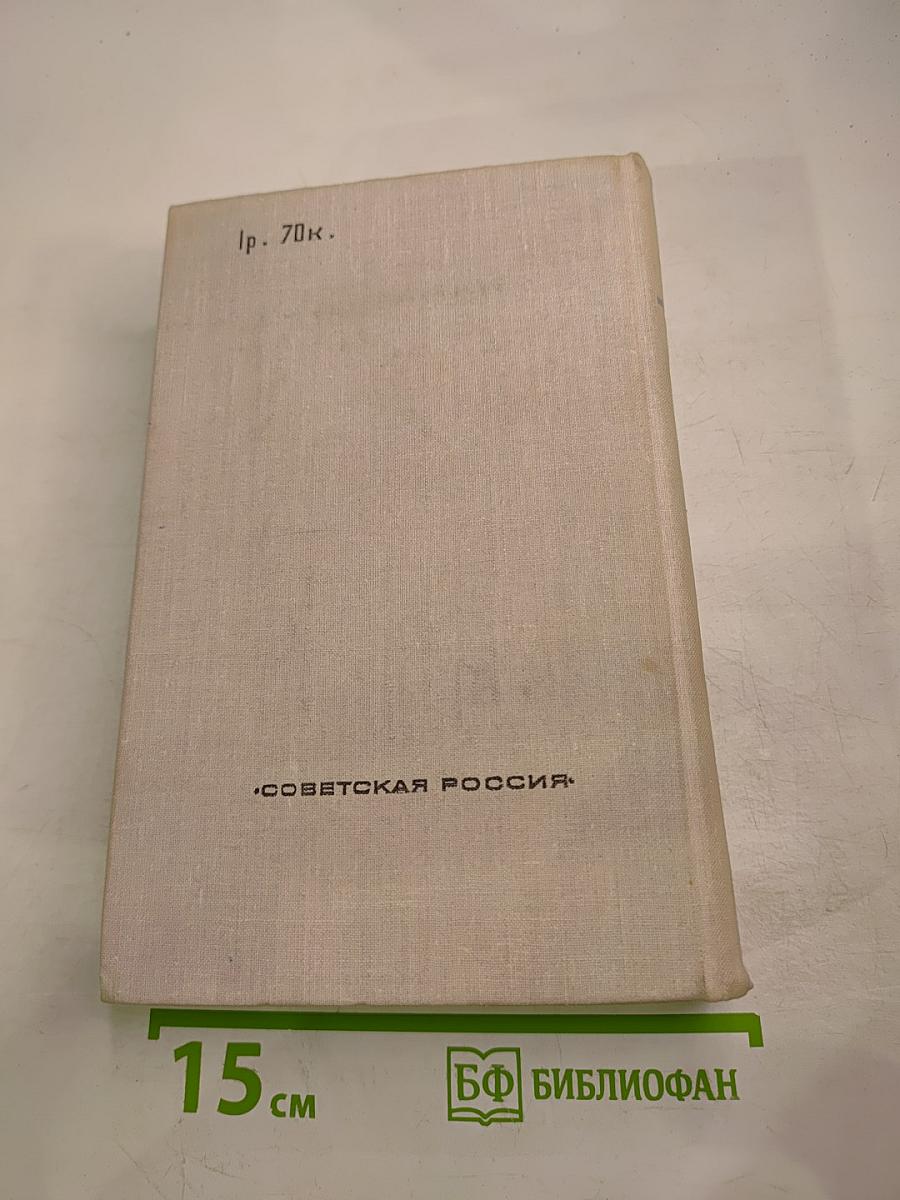 1р. 70к.
•СОВЕТСКАЯ РОССИЯ•
15 см
БФ БИБЛИОФАН